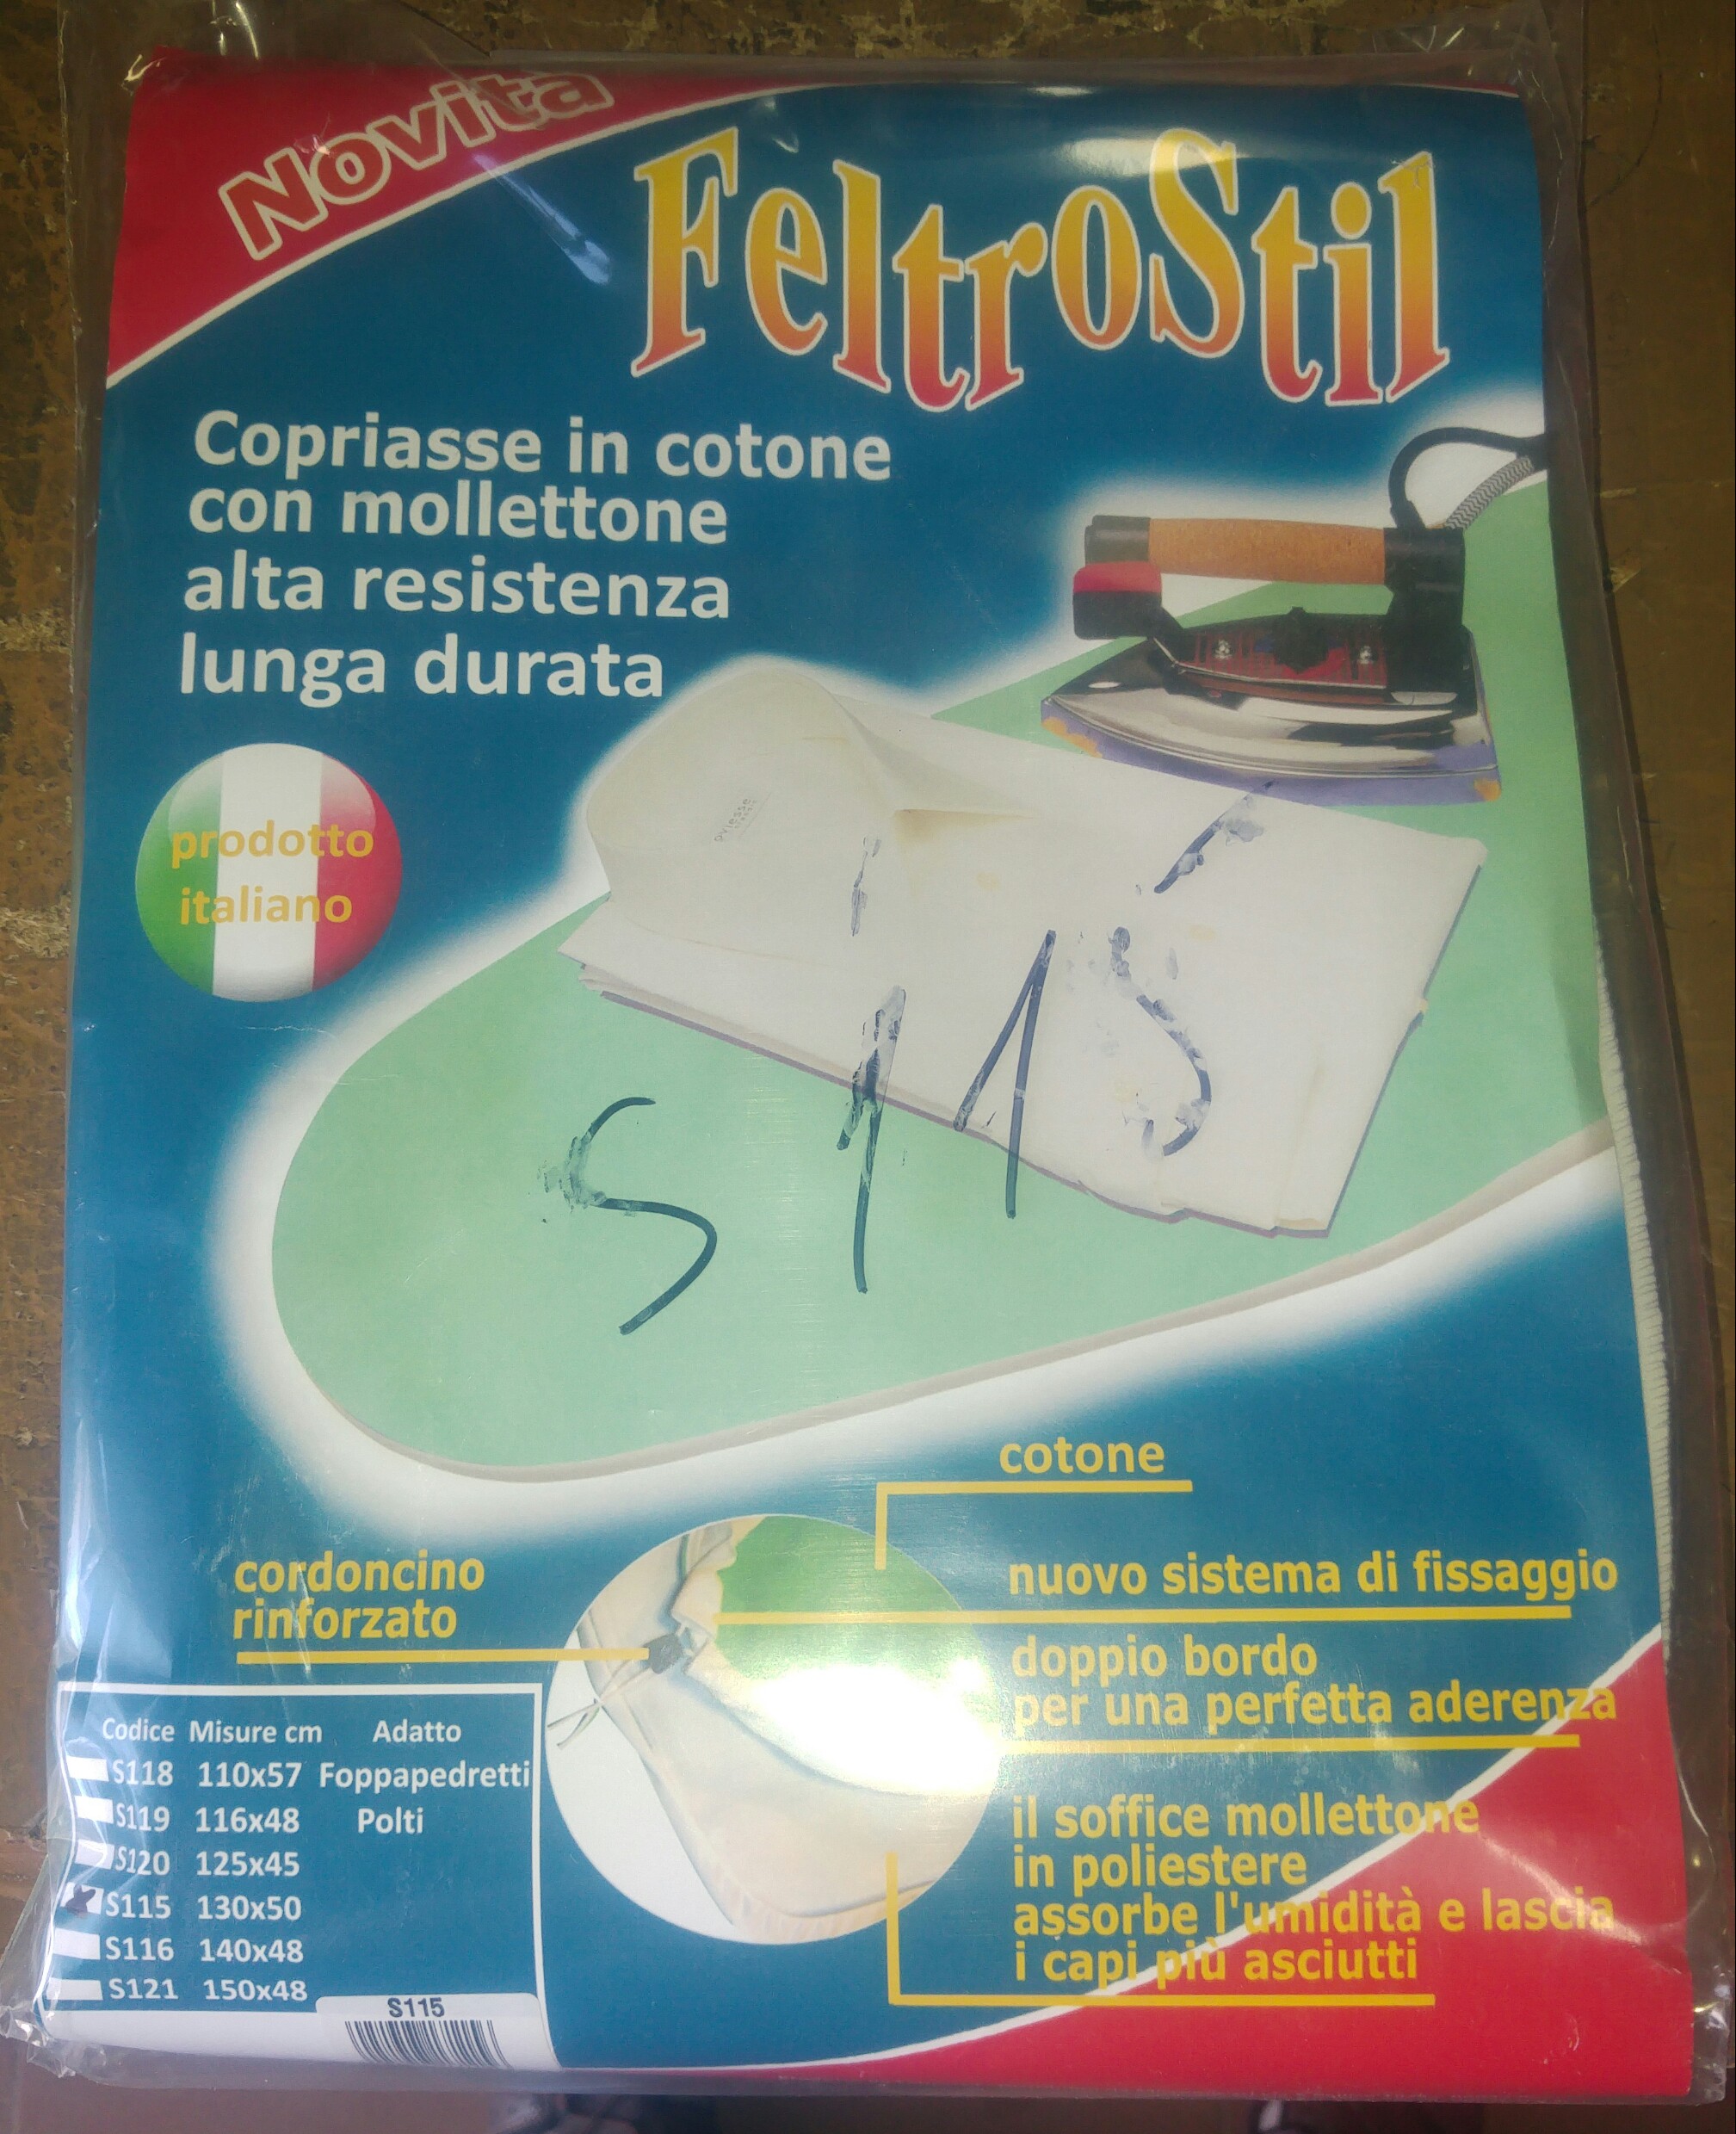 Novita
FeltroStil
Copriasse in cotone
con mollettone
alta resistenza
lunga durata
prodotto
italiano
S115
cotone
cordoncino
rinforzato
nuovo sistema di fissaggio
doppio bordo
per una perfetta aderenza
il soffice mollettone
in poliestere
assorbe l'umidità e lascia
i capi più asciutti
Codice Misure cm Adatto
S118 110x57 Foppapedretti
S119 116x48 Polti
S120 125x45
S115 130x50
S116 140x48
S121 150x48
S115